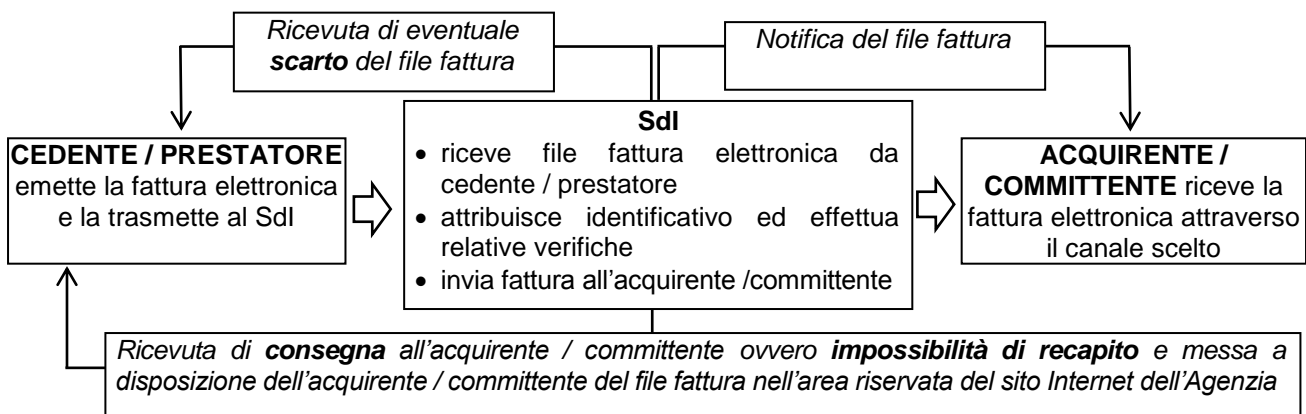 Ricevuta di eventuale
scarto del file fattura
Notifica del file fattura
CEDENTE / PRESTATORE
emette la fattura elettronica
e la trasmette al SdI
SdI
• riceve file fattura elettronica da
cedente / prestatore
• attribuisce identificativo ed effettua
relative verifiche
• invia fattura all'acquirente /committente
ACQUIRENTE /
COMMITTENTE riceve la
fattura elettronica attraverso
il canale scelto
Ricevuta di consegna all'acquirente / committente ovvero impossibilità di recapito e messa a
disposizione dell'acquirente / committente del file fattura nell'area riservata del sito Internet dell'Agenzia